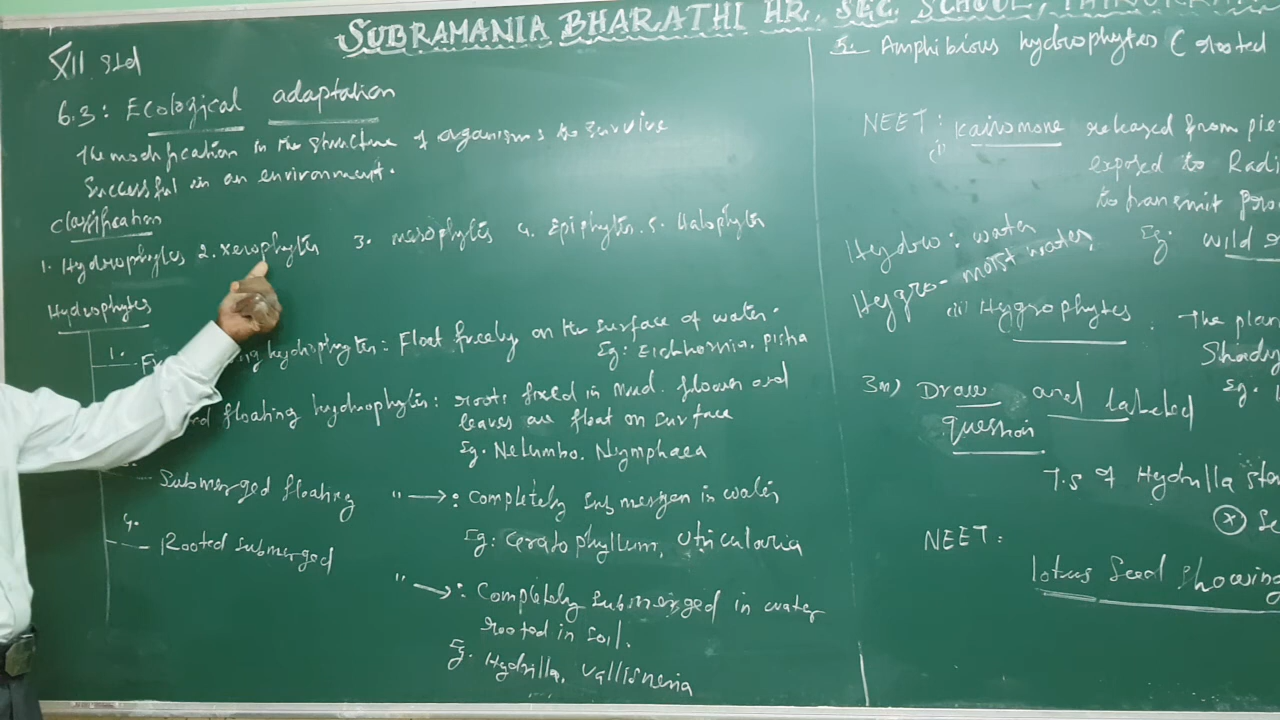 SUBRAMANIA BHARATHI HR. SEC. SCHOOL,
XII std
6.3: Ecological adaptation
The modification in the structure of organisms to survive
successful in an environment.
Classification
1. Hydrophytes 2. Xerophytes 3. mesophytes 4. Epiphytes. 5. Halophytes
Hydrophytes
1. floating hydrophytes: Float freely on the surface of water.
Eg: Eichhornia, Pistia
floating hydrophytes: roots fixed in mud. flower and
leaves are float on surface
Eg. Nelumbo, Nymphaea
Submerged floating " → : Completely submergen in water
Eg: Ceratophyllum, Utricularia
4. Rooted submerged " → : Completely submerged in water
rooted in soil.
Eg. Hydrilla, Vallisneria
5. Amphibious hydrophytes (rooted
NEET: (i) Kairomone released from
exposed to
to transmit
Eg: wild
Hydro: water
Hygro- moist water,
(ii) Hygrophytes : The
Shady
Eg.
3m) Draw and labeled
question
T.S of Hydrilla
NEET:
lotus seed showing